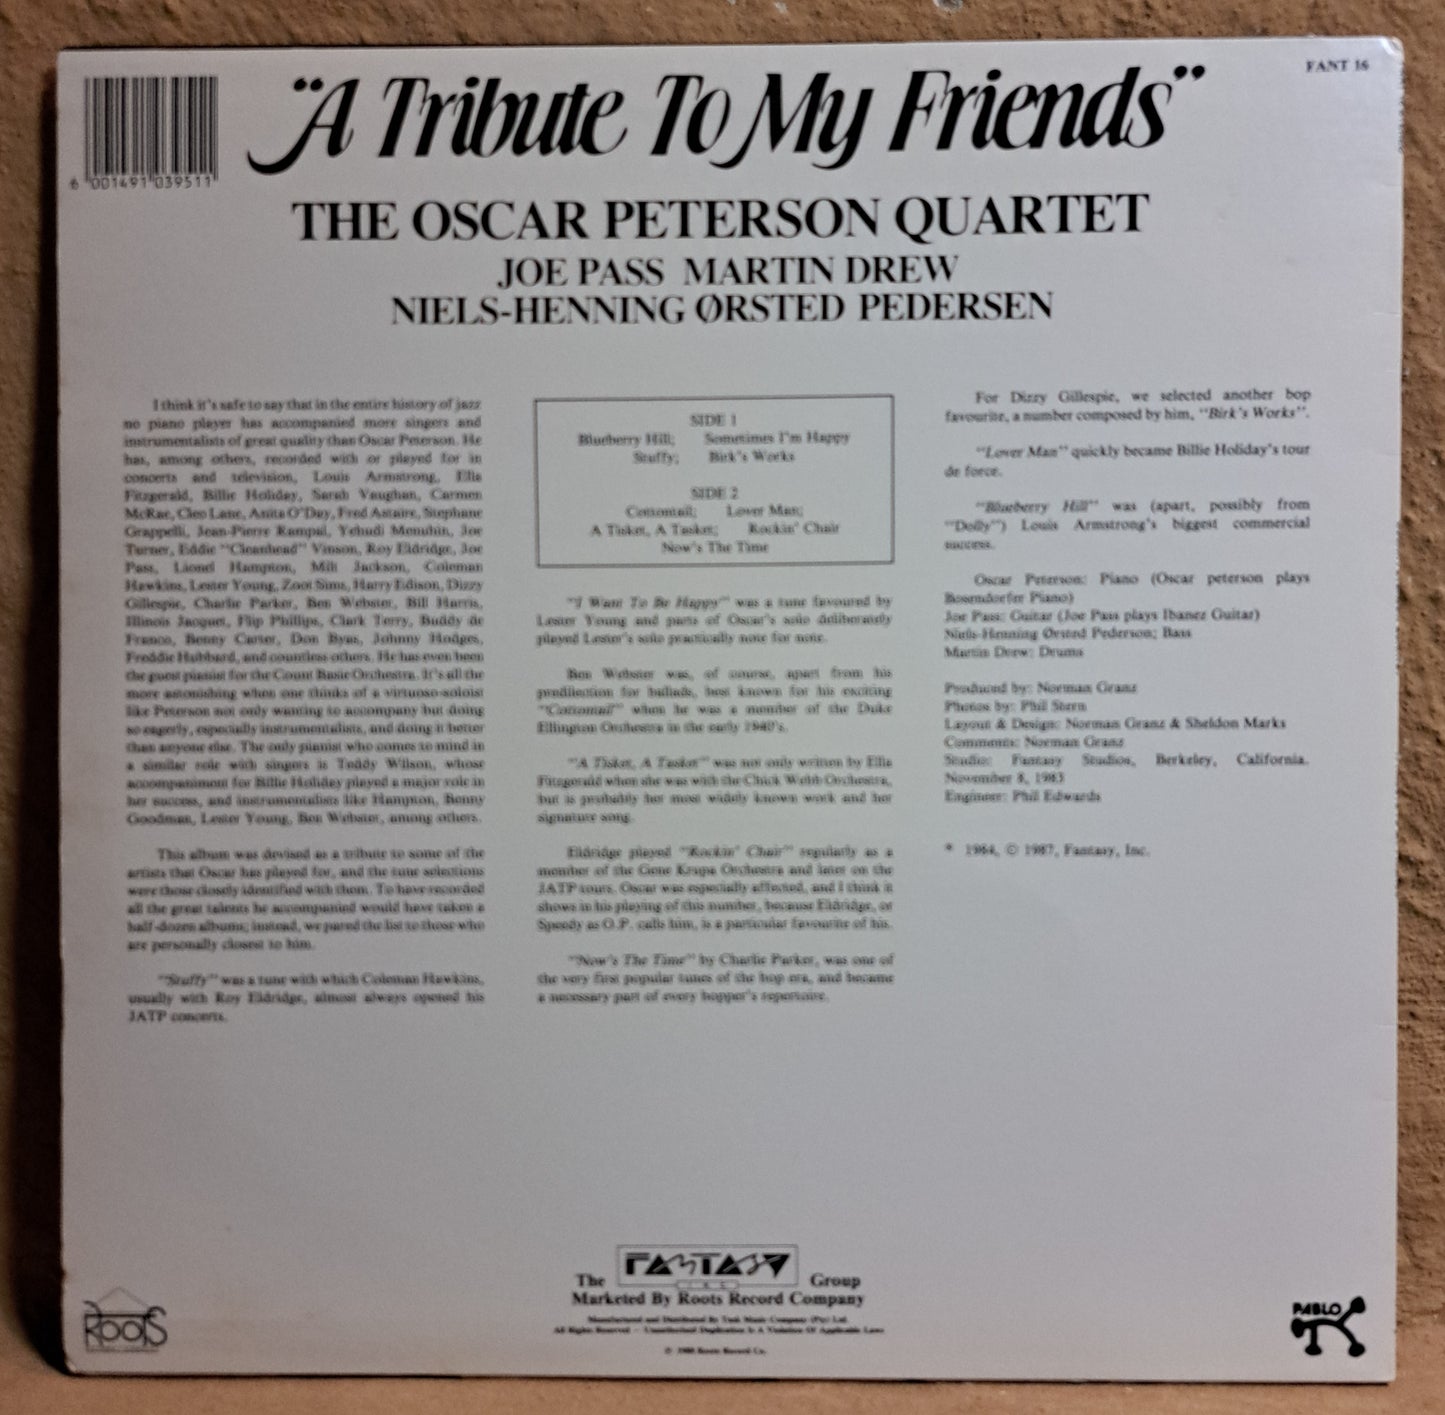 FANT 16
6 001491 039511
"A Tribute To My Friends"
THE OSCAR PETERSON QUARTET
JOE PASS MARTIN DREW
NIELS-HENNING ØRSTED PEDERSEN
I think it's safe to say that in the entire history of jazz
no piano player has accompanied more singers and
instrumentalists of great quality than Oscar Peterson. He
has, among others, recorded with or played for in
concerts and television, Louis Armstrong, Ella
Fitzgerald, Billie Holiday, Sarah Vaughan, Carmen
McRae, Cleo Lane, Anita O'Day, Fred Astaire, Stephane
Grappelli, Jean-Pierre Rampal, Yehudi Menuhin, Joe
Turner, Eddie "Cleanhead" Vinson, Roy Eldridge, Joe
Pass, Lionel Hampton, Milt Jackson, Coleman
Hawkins, Lester Young, Zoot Sims, Harry Edison, Dizzy
Gillespie, Charlie Parker, Ben Webster, Bill Harris,
Illinois Jacquet, Flip Phillips, Clark Terry, Buddy de
Franco, Benny Carter, Don Byas, Johnny Hodges,
Freddie Hubbard, and countless others. He has even been
the guest pianist for the Count Basie Orchestra. It's all the
more astonishing when one thinks of a virtuoso-soloist
like Peterson not only wanting to accompany but doing
so eagerly, especially instrumentalists, and doing it better
than anyone else. The only pianist who comes to mind in
a similar role with singers is Teddy Wilson, whose
accompaniment for Billie Holiday played a major role in
her success, and instrumentalists like Hampton, Benny
Goodman, Lester Young, Ben Webster, among others.
This album was devised as a tribute to some of the
artists that Oscar has played for, and the tune selections
were those closely identified with them. To have recorded
all the great talents he accompanied would have taken a
half-dozen albums; instead, we pared the list to those who
are personally closest to him.
"Stuffy" was a tune with which Coleman Hawkins,
usually with Roy Eldridge, almost always opened his
JATP concerts.
SIDE 1
Blueberry Hill; Sometimes I'm Happy
Stuffy; Birk's Works
SIDE 2
Cottontail; Lover Man;
A Tisket, A Tasket; Rockin' Chair
Now's The Time
"I Want To Be Happy" was a tune favoured by
Lester Young and parts of Oscar's solo deliberately
played Lester's solo practically note for note.
Ben Webster was, of course, apart from his
predilection for ballads, best known for his exciting
"Cottontail" when he was a member of the Duke
Ellington Orchestra in the early 1940's.
"A Tisket, A Tasket" was not only written by Ella
Fitzgerald when she was with the Chick Webb Orchestra,
but is probably her most widely known work and her
signature song.
Eldridge played "Rockin' Chair" regularly as a
member of the Gene Krupa Orchestra and later on the
JATP tours. Oscar was especially affected, and I think it
shows in his playing of this number, because Eldridge, or
Speedy as O.P. calls him, is a particular favourite of his.
"Now's The Time" by Charlie Parker, was one of
the very first popular tunes of the bop era, and became
a necessary part of every bopper's repertoire.
For Dizzy Gillespie, we selected another bop
favourite, a number composed by him, "Birk's Works".
"Lover Man" quickly became Billie Holiday's tour
de force.
"Blueberry Hill" was (apart, possibly from
"Dolly") Louis Armstrong's biggest commercial
success.
Oscar Peterson: Piano (Oscar peterson plays
Bosendorfer Piano)
Joe Pass: Guitar (Joe Pass plays Ibanez Guitar)
Niels-Henning Ørsted Pederson; Bass
Martin Drew: Drums
Produced by: Norman Granz
Photos by: Phil Stern
Layout & Design: Norman Granz & Sheldon Marks
Comments: Norman Granz
Studio: Fantasy Studios, Berkeley, California.
November 8, 1983
Engineer: Phil Edwards
1984, © 1987, Fantasy, Inc.
The FANTASY Group
INC
Marketed By Roots Record Company
Manufactured and Distributed By Tusk Music Company (Pty) Ltd.
All Rights Reserved — Unauthorised Duplication Is A Violation Of Applicable Laws
© 1988 Roots Record Co.
ROOTS
PABLO